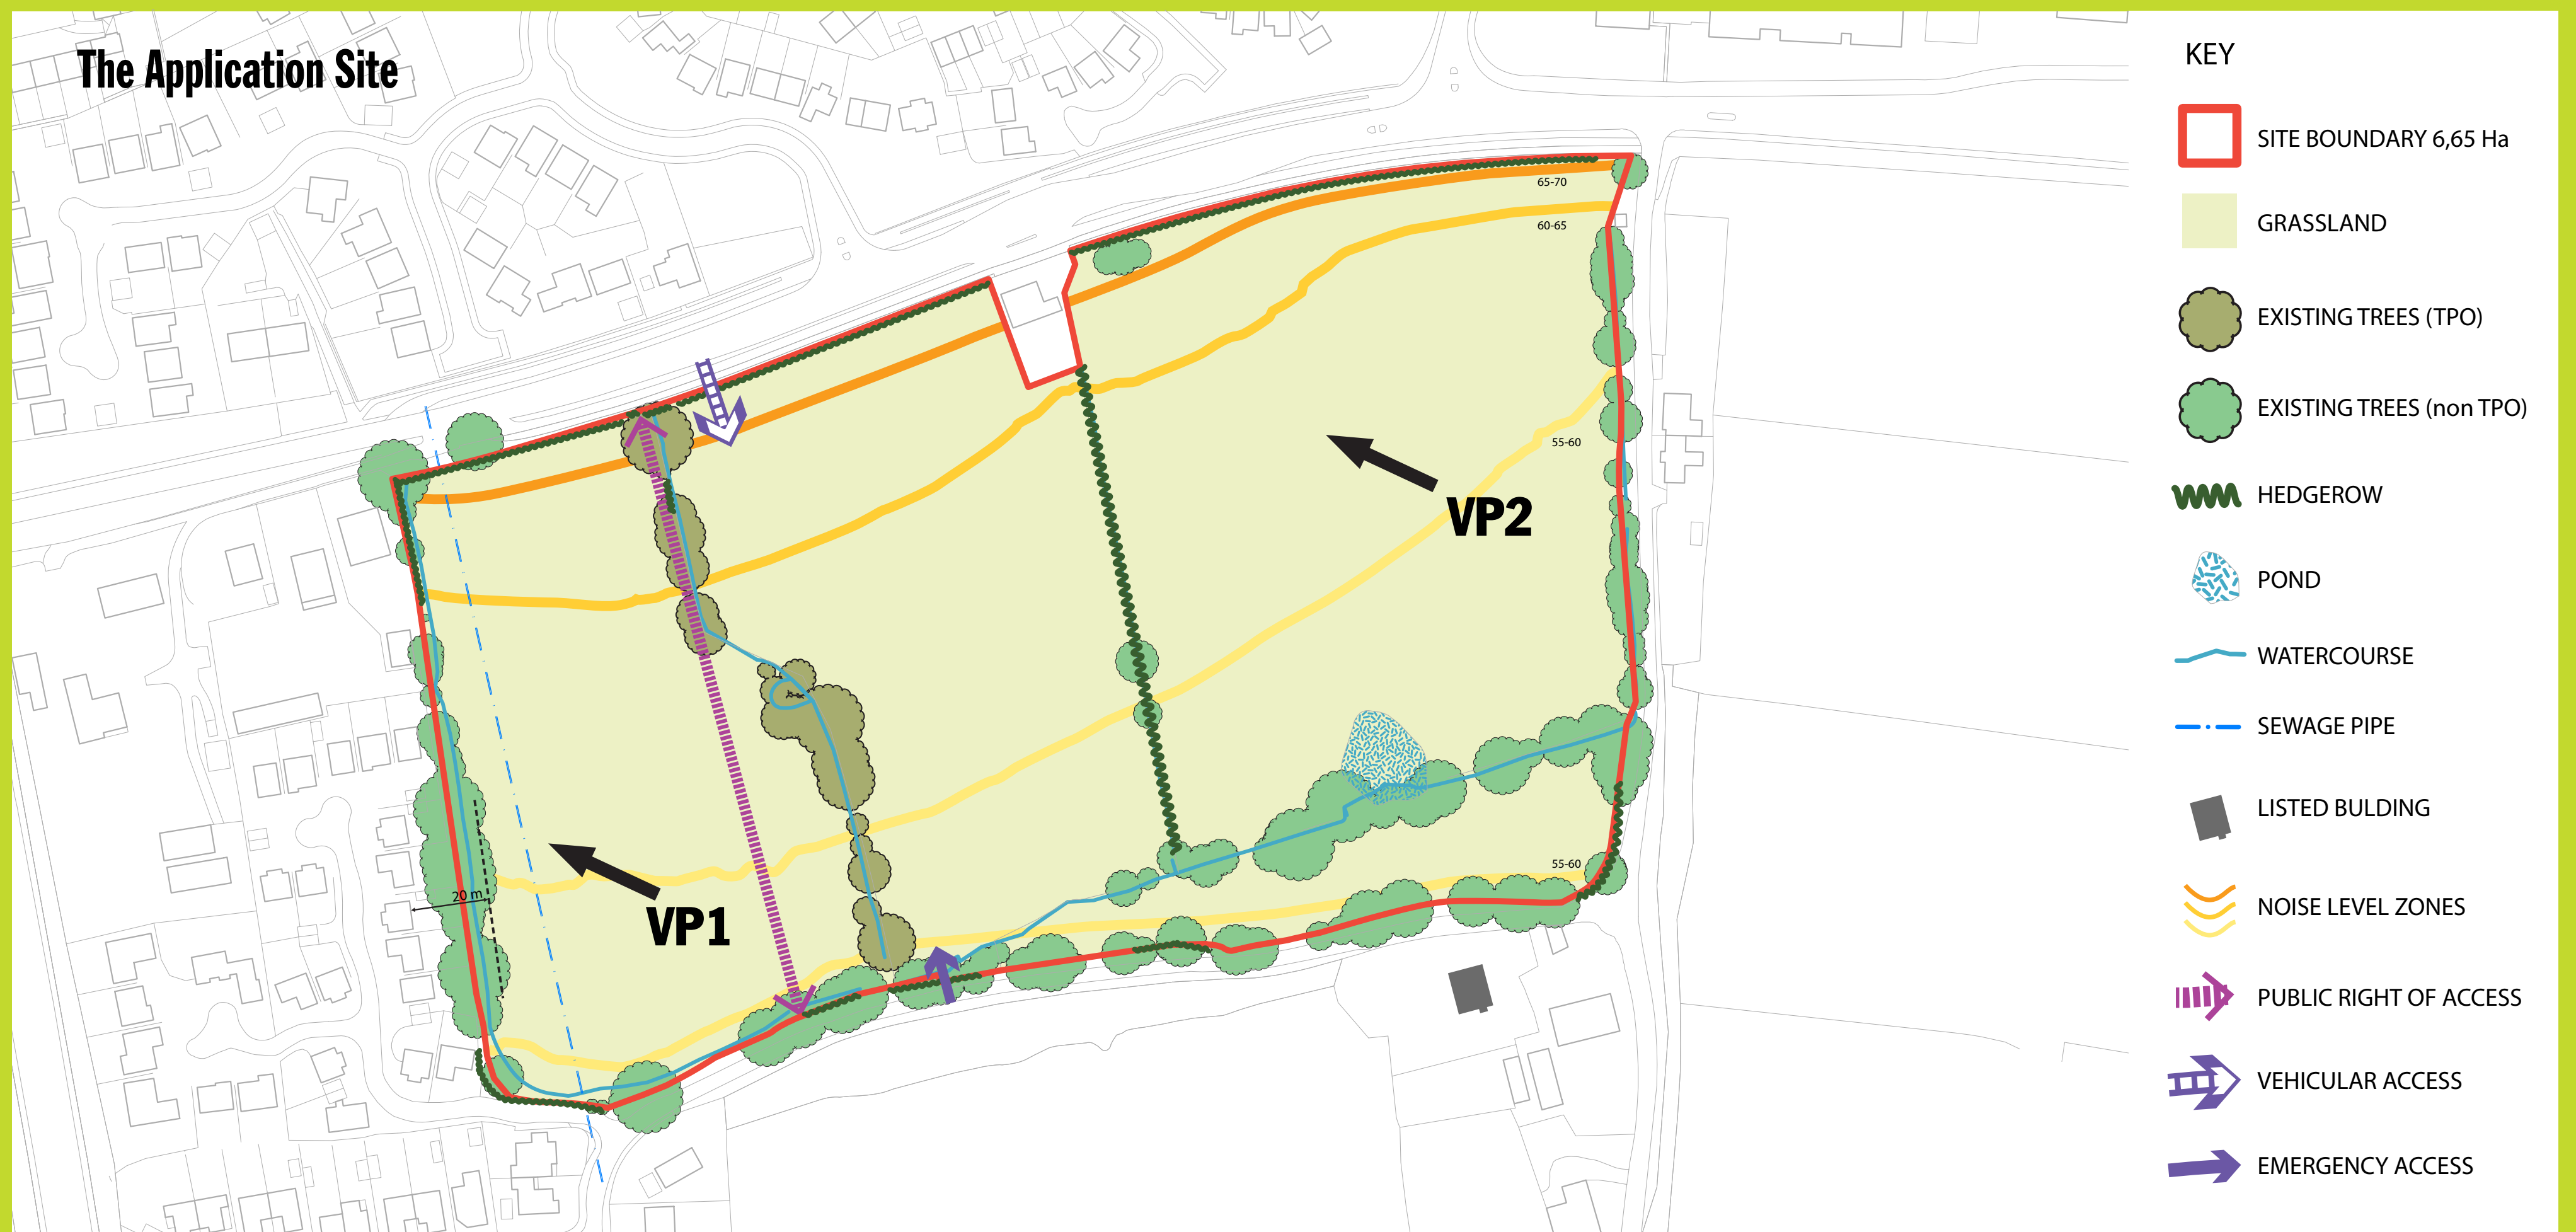 The Application Site
65-70
60-65
55-60
VP2
55-60
20 m
VP1
KEY
SITE BOUNDARY 6,65 Ha
GRASSLAND
EXISTING TREES (TPO)
EXISTING TREES (non TPO)
HEDGEROW
POND
WATERCOURSE
SEWAGE PIPE
LISTED BULDING
NOISE LEVEL ZONES
PUBLIC RIGHT OF ACCESS
VEHICULAR ACCESS
EMERGENCY ACCESS